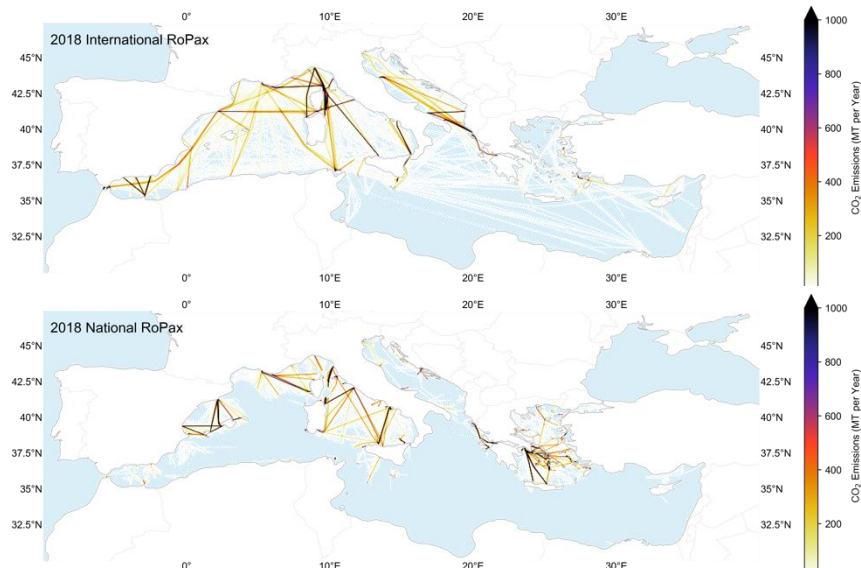 0° 10°E 20°E 30°E
2018 International RoPax
45°N 45°N
42.5°N 42.5°N
40°N 40°N
37.5°N 37.5°N
35°N 35°N
32.5°N 32.5°N
0° 10°E 20°E 30°E
1000
800
600
400
200
CO₂ Emissions (MT per Year)
0° 10°E 20°E 30°E
2018 National RoPax
45°N 45°N
42.5°N 42.5°N
40°N 40°N
37.5°N 37.5°N
35°N 35°N
32.5°N 32.5°N
0° 10°E 20°E 30°E
1000
800
600
400
200
CO₂ Emissions (MT per Year)